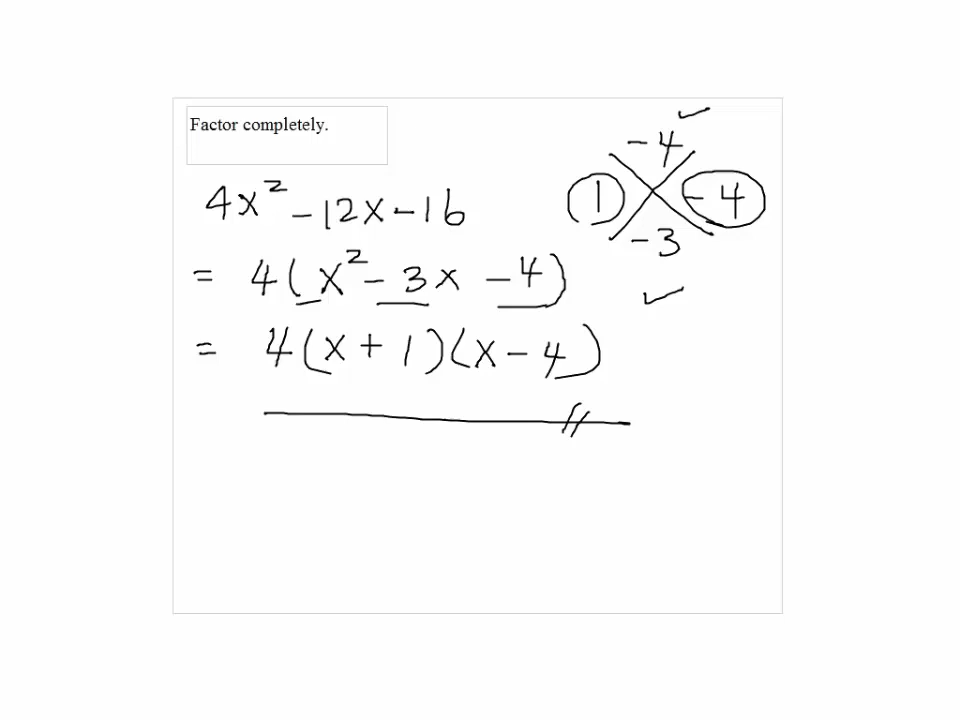 Factor completely.
4x² - 12x - 16
= 4(x² - 3x - 4)
= 4(x + 1)(x - 4)
- 4
1 - 4
- 3